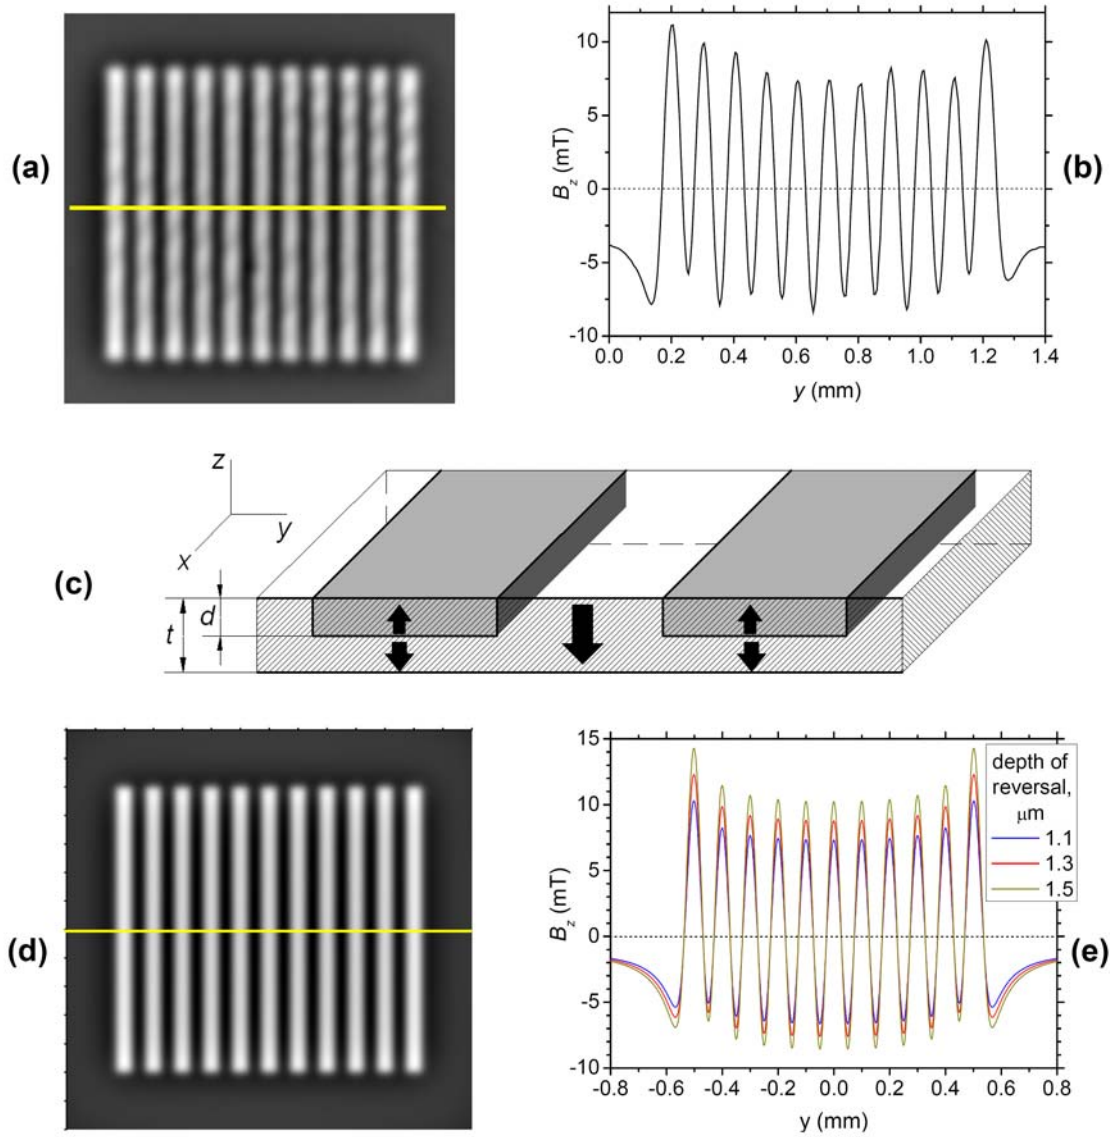 (a)
10
5
0
-5
-10
B_z (mT)
0.0 0.2 0.4 0.6 0.8 1.0 1.2 1.4
y (mm)
(b)
z
y
x
(c)
d
t
(d)
15
10
5
0
-5
-10
B_z (mT)
-0.8 -0.6 -0.4 -0.2 0.0 0.2 0.4 0.6 0.8
y (mm)
depth of
reversal,
μm
1.1
1.3
1.5
(e)